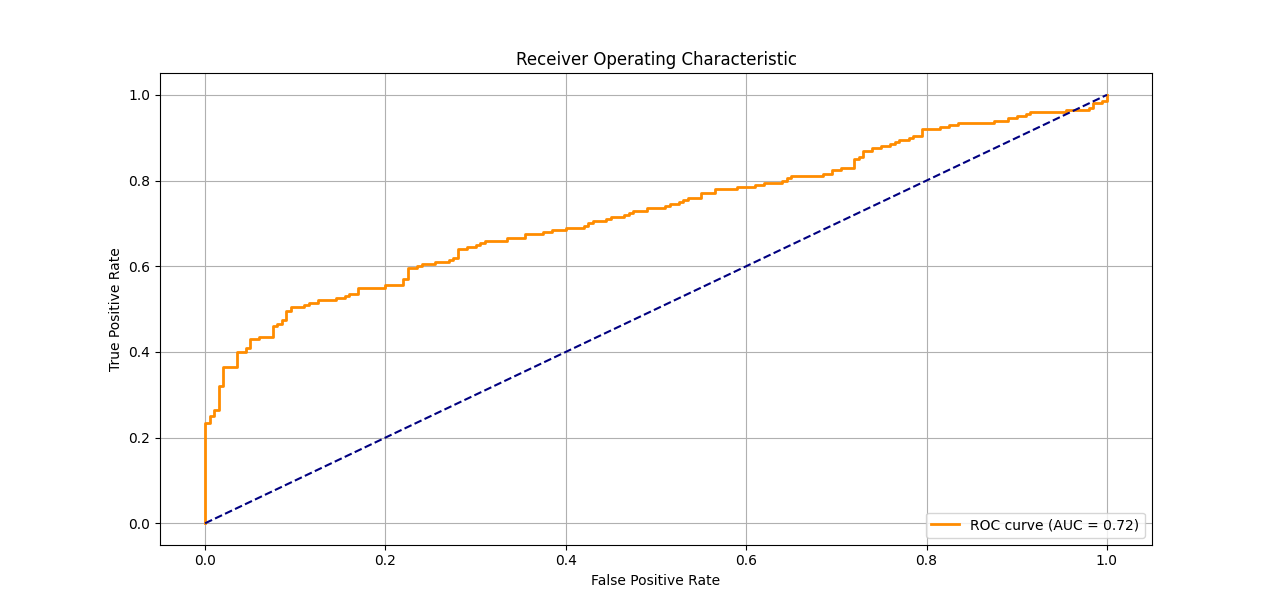 Receiver Operating Characteristic
True Positive Rate
1.0
0.8
0.6
0.4
0.2
0.0
ROC curve (AUC = 0.72)
0.0 0.2 0.4 0.6 0.8 1.0
False Positive Rate